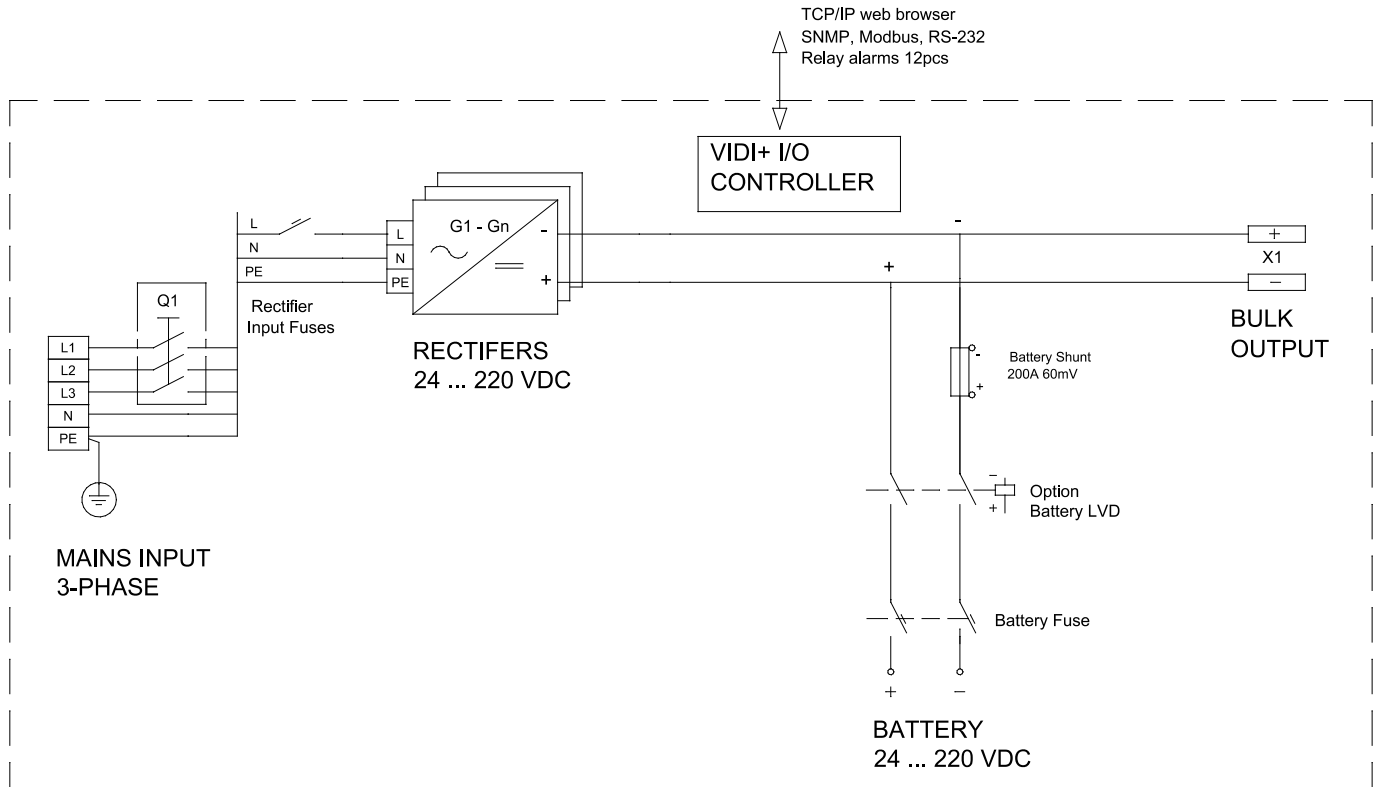 TCP/IP web browser
SNMP, Modbus, RS-232
Relay alarms 12pcs
VIDI+ I/O
CONTROLLER
L
N
PE
L
N
PE
G1 - Gn
-
+
-
+
+
X1
−
BULK
OUTPUT
Rectifier
Input Fuses
Q1
L1
L2
L3
N
PE
RECTIFERS
24 ... 220 VDC
Battery Shunt
200A 60mV
-
+
−
+
Option
Battery LVD
MAINS INPUT
3-PHASE
Battery Fuse
+ −
BATTERY
24 ... 220 VDC